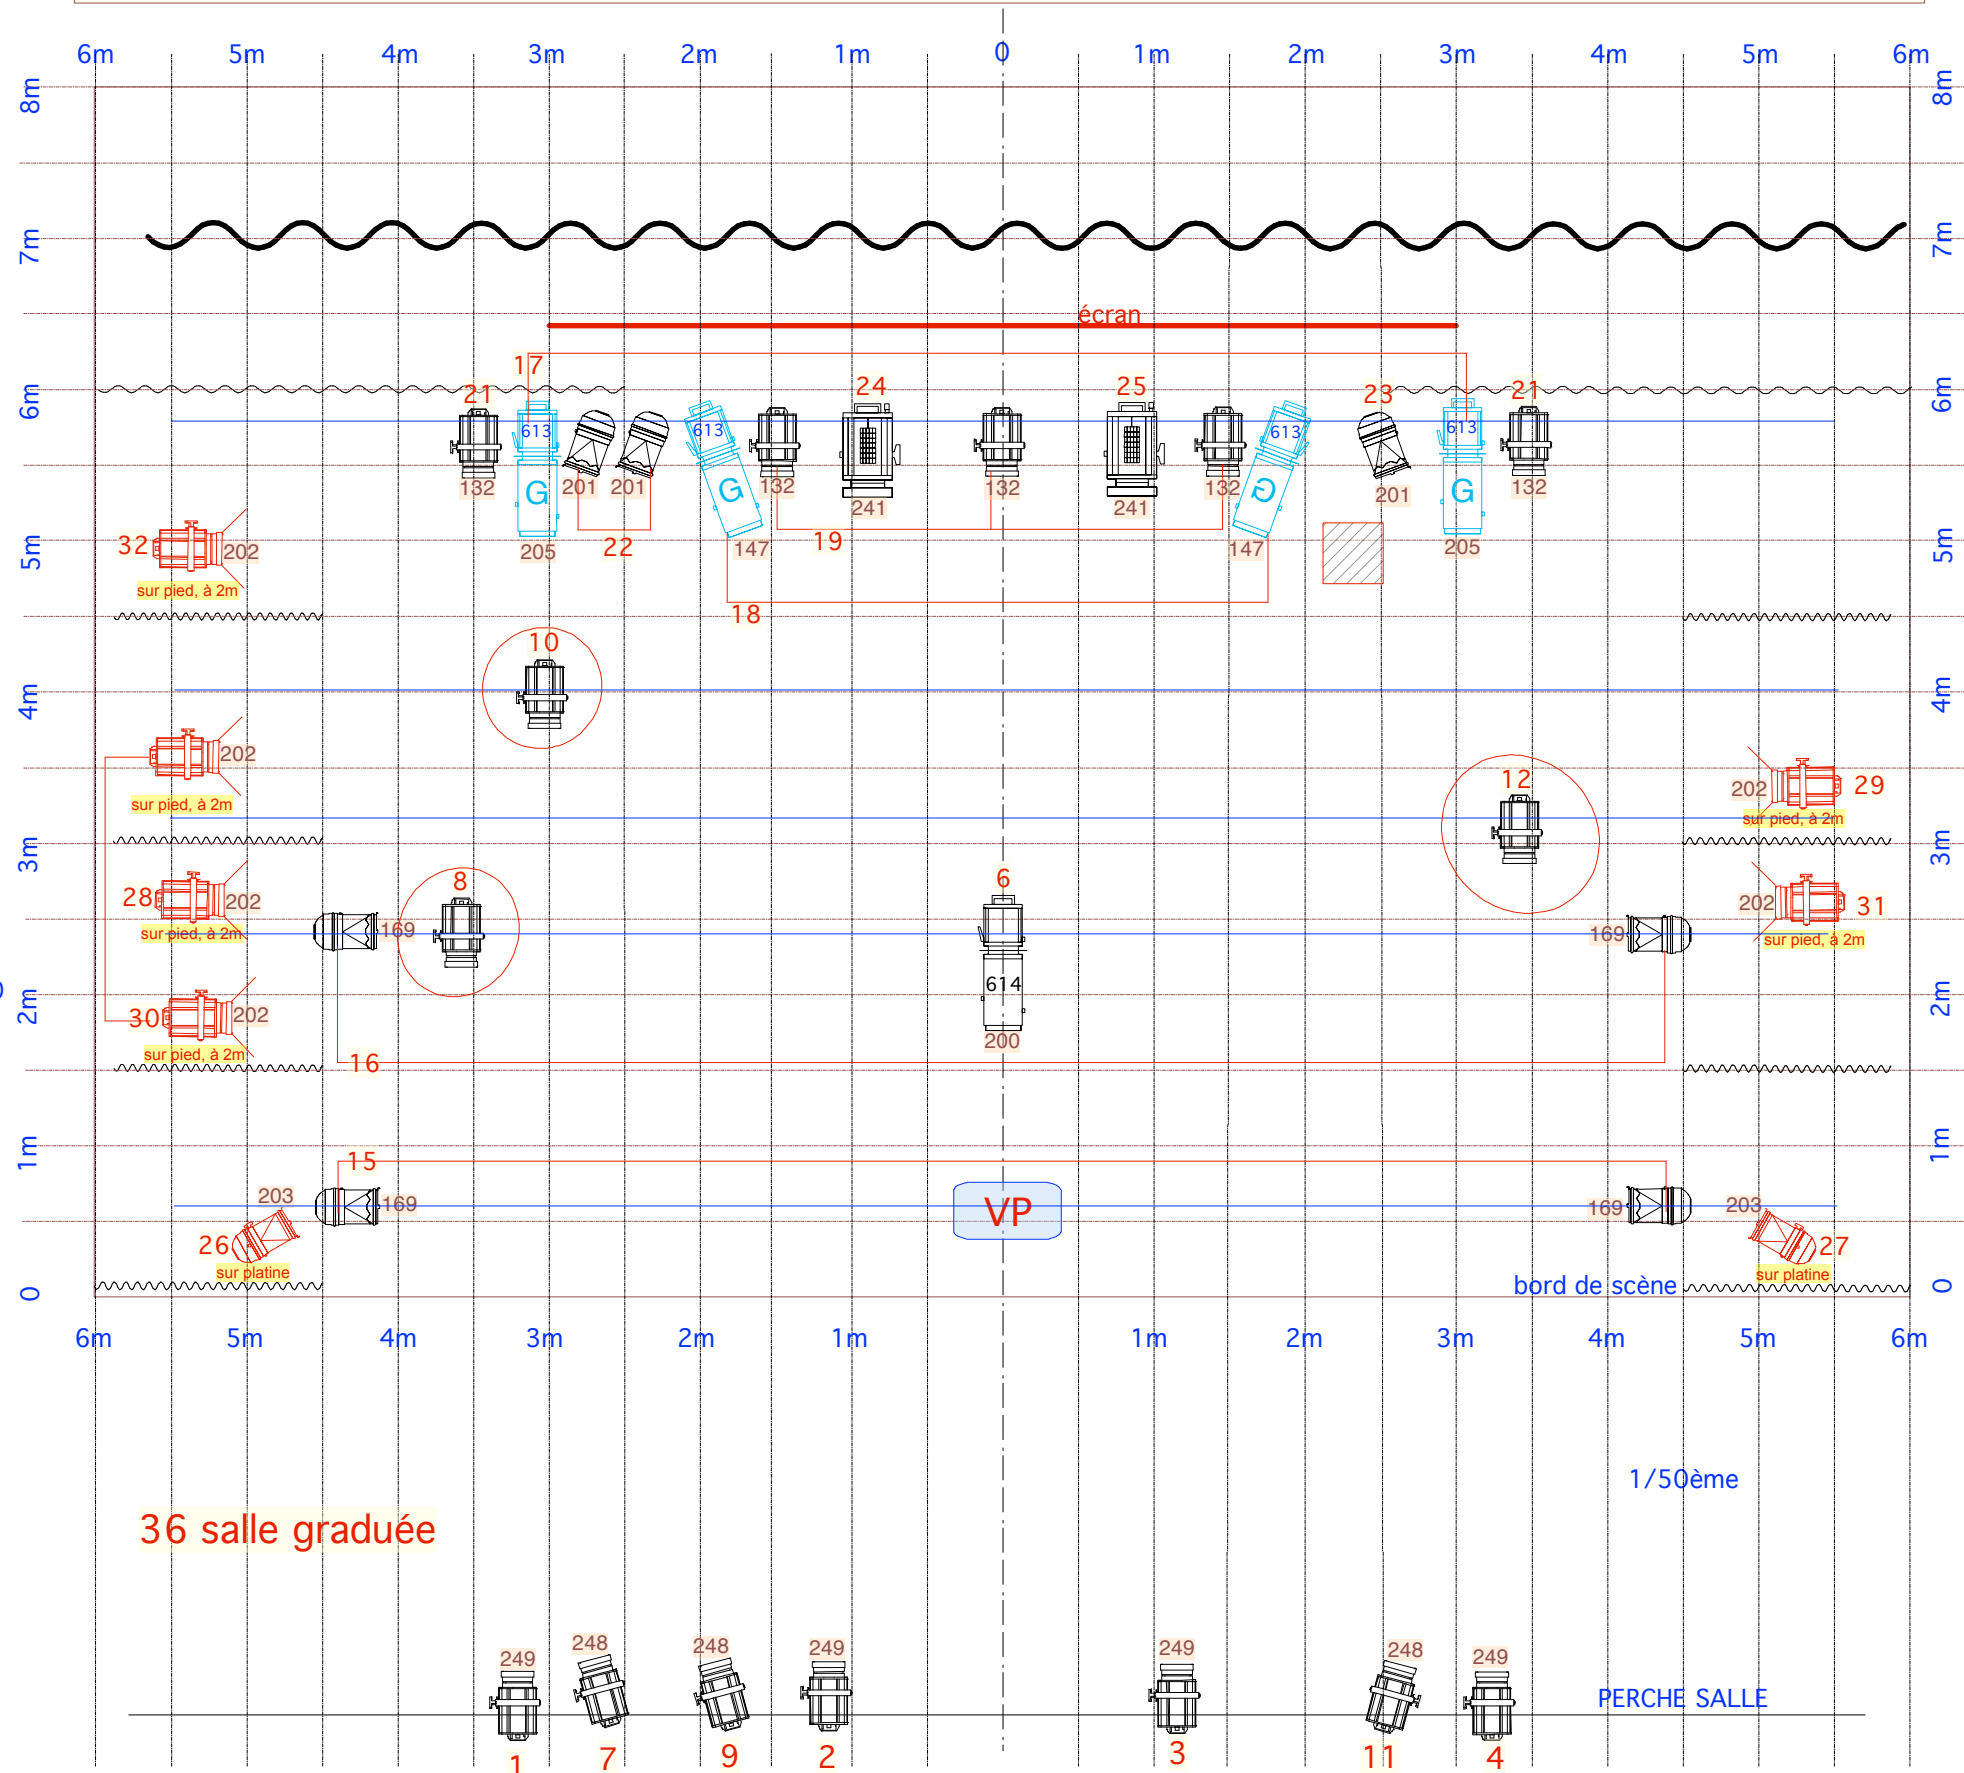 6m 5m 4m 3m 2m 1m 0 1m 2m 3m 4m 5m 6m
8m 8m
7m 7m
écran
17
6m 21 24 25 23 21 6m
613 613 613 613
G G G G
132 201 201 132 132 132 201 132
241 241
32 202 205 22 147 19 147 205
5m 5m
sur pied, à 2m
18
10
4m 4m
202
12
202 29
sur pied, à 2m sur pied, à 2m
3m 3m
28 202 8 6 202 31
sur pied, à 2m 169 169 sur pied, à 2m
614
2m 2m
30 202 200
sur pied, à 2m 16
1m 15 1m
203 169 VP 169 203
26 27
sur platine sur platine
0 bord de scène 0
6m 5m 4m 3m 2m 1m 1m 2m 3m 4m 5m 6m
1/50ème
36 salle graduée
249 248 248 249 249 248 249
PERCHE SALLE
1 7 9 2 3 11 4